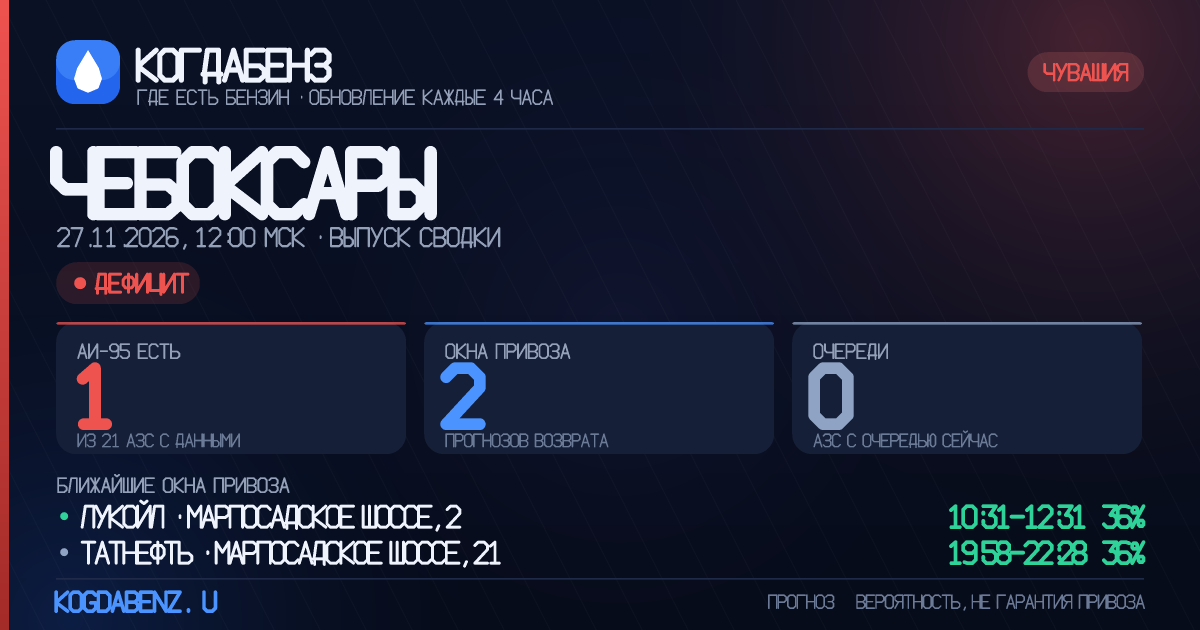 КОГДАБЕНЗ
ГДЕ ЕСТЬ БЕНЗИН · ОБНОВЛЕНИЕ КАЖДЫЕ 4 ЧАСА
ЧУВАШИЯ
ЧЕБОКСАРЫ
27.11.2026, 12:00 МСК · ВЫПУСК СВОДКИ
ДЕФИЦИТ
АИ-95 ЕСТЬ
1
ИЗ 21 АЗС С ДАННЫМИ
ОКНА ПРИВОЗА
2
ПРОГНОЗОВ ВОЗВРАТА
ОЧЕРЕДИ
0
АЗС С ОЧЕРЕДЬЮ СЕЙЧАС
БЛИЖАЙШИЕ ОКНА ПРИВОЗА
• ЛУКОЙЛ · МАРПОСАДСКОЕ ШОССЕ, 2 10:31–12:31 36%
• ТАТНЕФТЬ · МАРПОСАДСКОЕ ШОССЕ, 21 19:58–22:28 36%
KOGDABENZ. U
ПРОГНОЗ ВЕРОЯТНОСТЬ, НЕ ГАРАНТИЯ ПРИВОЗА